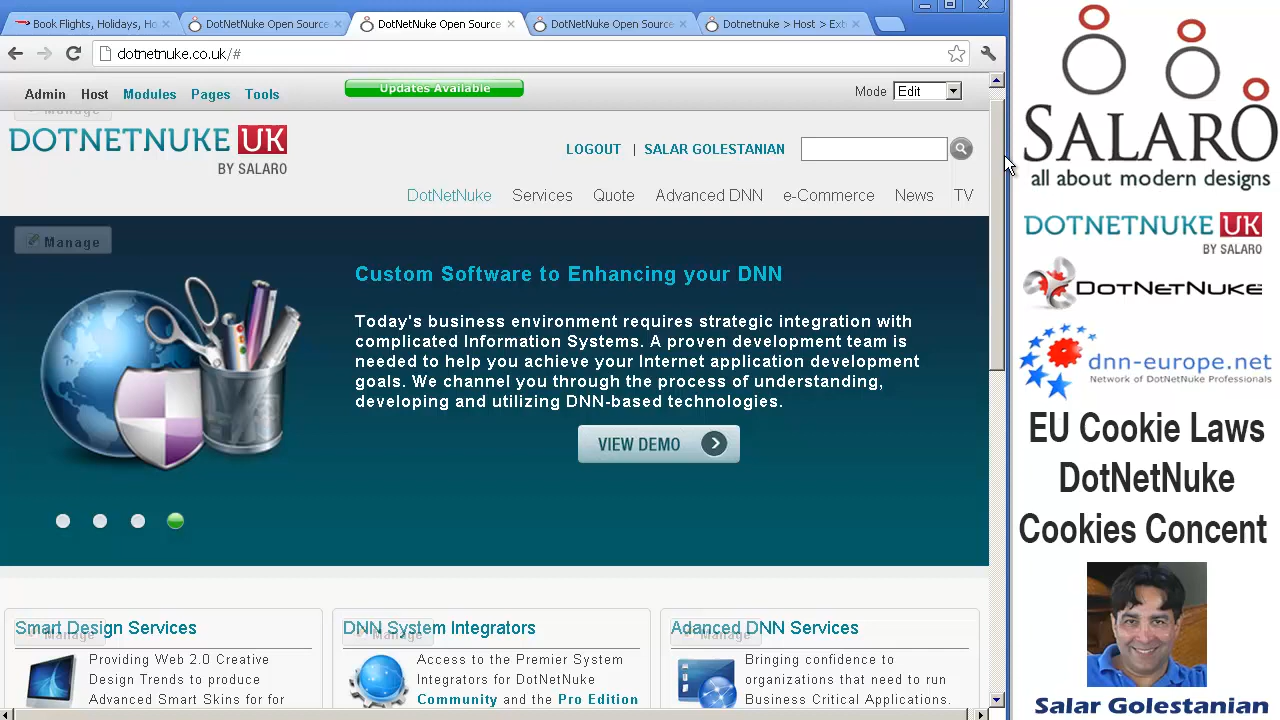 Book Flights, Holidays, Ho
DotNetNuke Open Source
DotNetNuke Open Source
DotNetNuke Open Source
Dotnetnuke > Host > Ext
dotnetnuke.co.uk/#
Admin Host Modules Pages Tools
Updates Available
Mode Edit
Manage
DOTNETNUKE UK
BY SALARO
LOGOUT | SALAR GOLESTANIAN
DotNetNuke Services Quote Advanced DNN e-Commerce News TV
Manage
Custom Software to Enhancing your DNN
Today's business environment requires strategic integration with
complicated Information Systems. A proven development team is
needed to help you achieve your Internet application development
goals. We channel you through the process of understanding,
developing and utilizing DNN-based technologies.
VIEW DEMO
Smart Design Services
Manage
Providing Web 2.0 Creative
Design Trends to produce
Advanced Smart Skins for for
DNN System Integrators
Manage
Access to the Premier System
Integrators for DotNetNuke
Community and the Pro Edition
Adanced DNN Services
Manage
Bringing confidence to
organizations that need to run
Business Critical Applications.
SALARO
all about modern designs
DOTNETNUKE UK
BY SALARO
DOTNETNUKE
dnn-europe.net
Network of DotNetNuke Professionals
EU Cookie Laws
DotNetNuke
Cookies Concent
Salar Golestanian